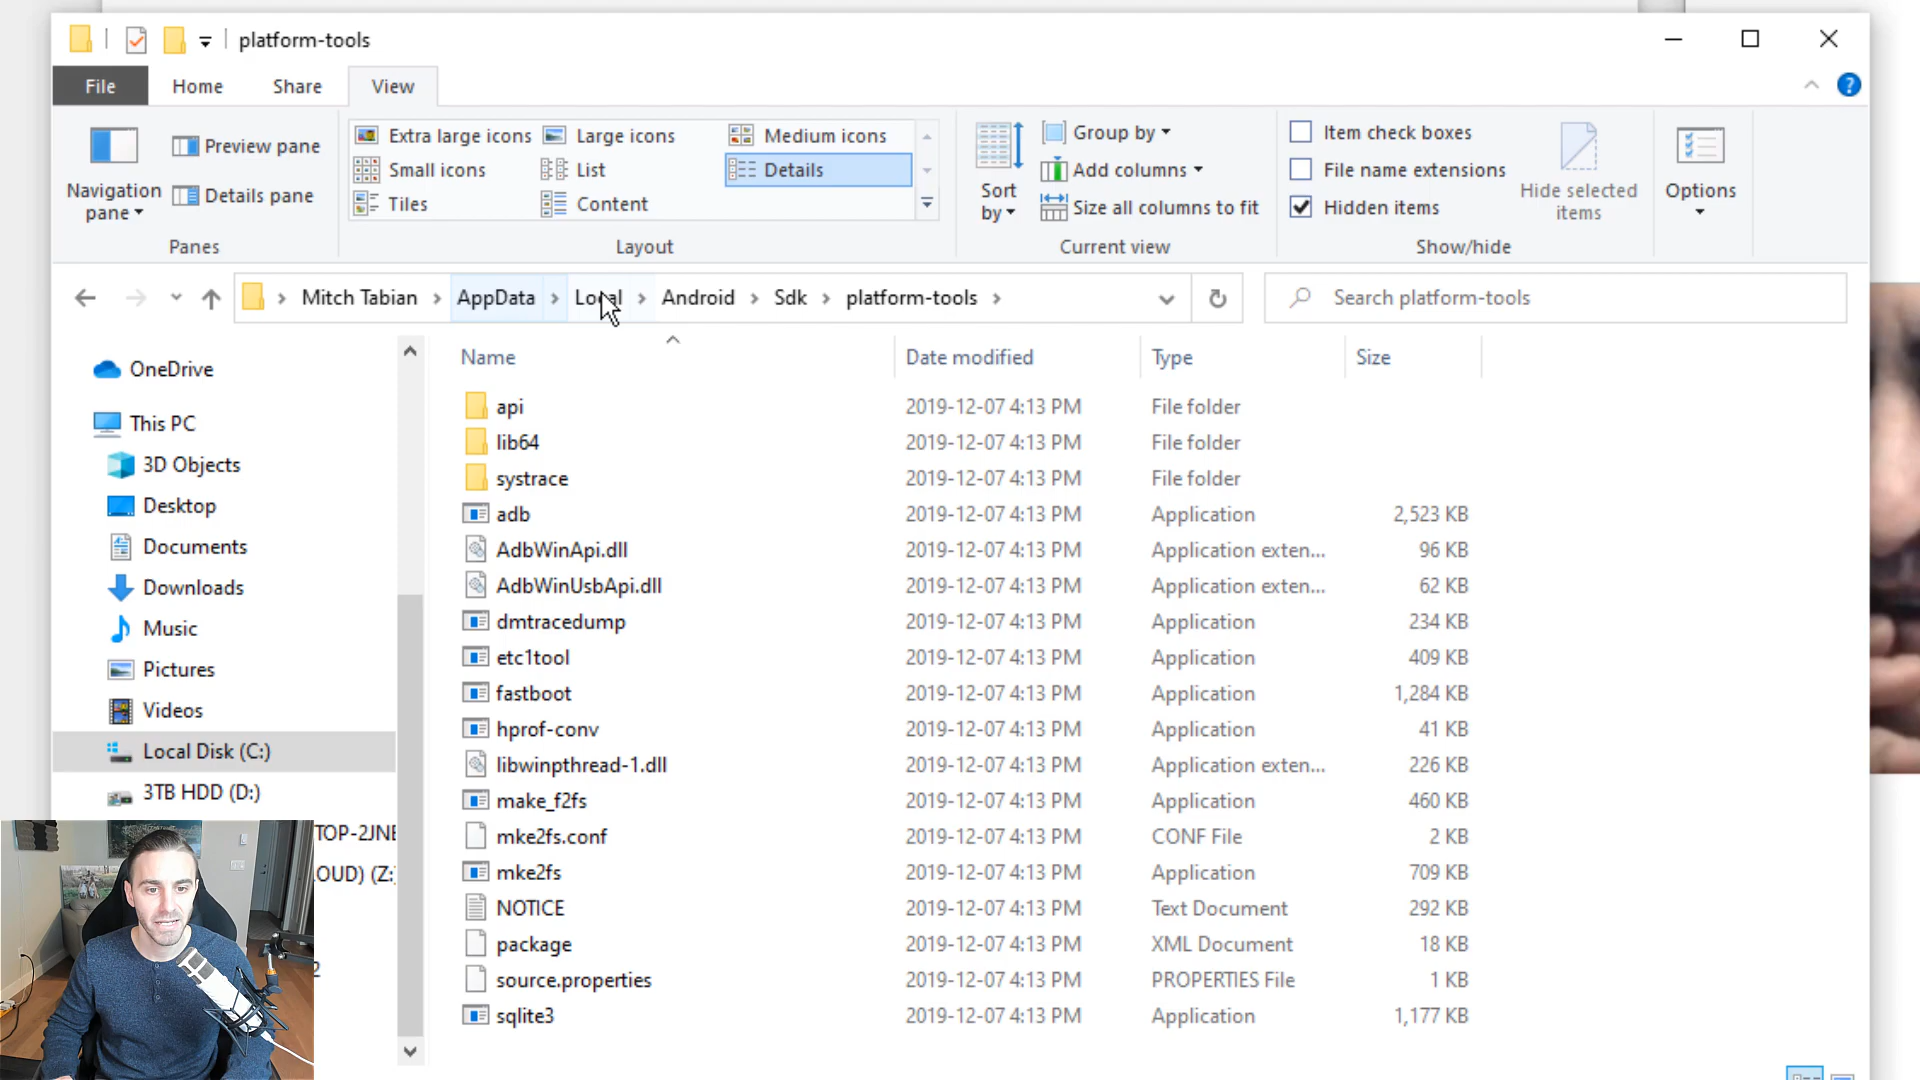 platform-tools
File Home Share View
Navigation pane
Preview pane
Details pane
Panes
Extra large icons Large icons Medium icons
Small icons List Details
Tiles Content
Layout
Sort by
Group by
Add columns
Size all columns to fit
Current view
Item check boxes
File name extensions
Hidden items
Hide selected items
Show/hide
Options
Mitch Tabian AppData Local Android Sdk platform-tools
Search platform-tools
OneDrive
This PC
3D Objects
Desktop
Documents
Downloads
Music
Pictures
Videos
Local Disk (C:)
3TB HDD (D:)
TOP-2JNE
.OUD) (Z:)
Name Date modified Type Size
api 2019-12-07 4:13 PM File folder
lib64 2019-12-07 4:13 PM File folder
systrace 2019-12-07 4:13 PM File folder
adb 2019-12-07 4:13 PM Application 2,523 KB
AdbWinApi.dll 2019-12-07 4:13 PM Application exten... 96 KB
AdbWinUsbApi.dll 2019-12-07 4:13 PM Application exten... 62 KB
dmtracedump 2019-12-07 4:13 PM Application 234 KB
etc1tool 2019-12-07 4:13 PM Application 409 KB
fastboot 2019-12-07 4:13 PM Application 1,284 KB
hprof-conv 2019-12-07 4:13 PM Application 41 KB
libwinpthread-1.dll 2019-12-07 4:13 PM Application exten... 226 KB
make_f2fs 2019-12-07 4:13 PM Application 460 KB
mke2fs.conf 2019-12-07 4:13 PM CONF File 2 KB
mke2fs 2019-12-07 4:13 PM Application 709 KB
NOTICE 2019-12-07 4:13 PM Text Document 292 KB
package 2019-12-07 4:13 PM XML Document 18 KB
source.properties 2019-12-07 4:13 PM PROPERTIES File 1 KB
sqlite3 2019-12-07 4:13 PM Application 1,177 KB